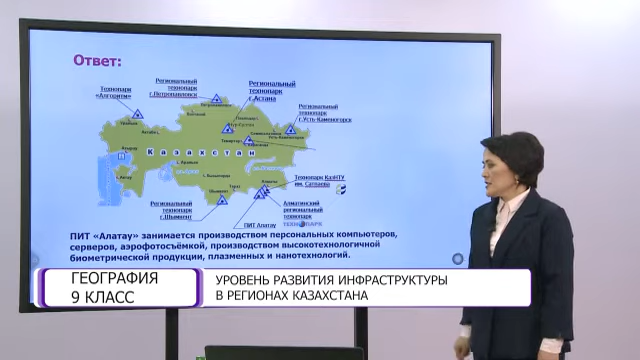 Ответ:
Региональный
технопарк
г.Петропавловск
Технопарк
«Алгоритм»
Региональный
технопарк
г.Астана
Региональный
технопарк
г.Усть-Каменогорск
Казахстан
Технопарк КазНТУ
им. Сатпаева
Региональный
технопарк
г.Шымкент
Алматинский
региональный
технопарк
ПИТ Алатау
ПИТ «Алатау» занимается производством персональных компьютеров,
серверов, аэрофотосъёмкой, производством высокотехнологичной
биометрической продукции, плазменных и нанотехнологий.
ГЕОГРАФИЯ
9 КЛАСС
УРОВЕНЬ РАЗВИТИЯ ИНФРАСТРУКТУРЫ
В РЕГИОНАХ КАЗАХСТАНА